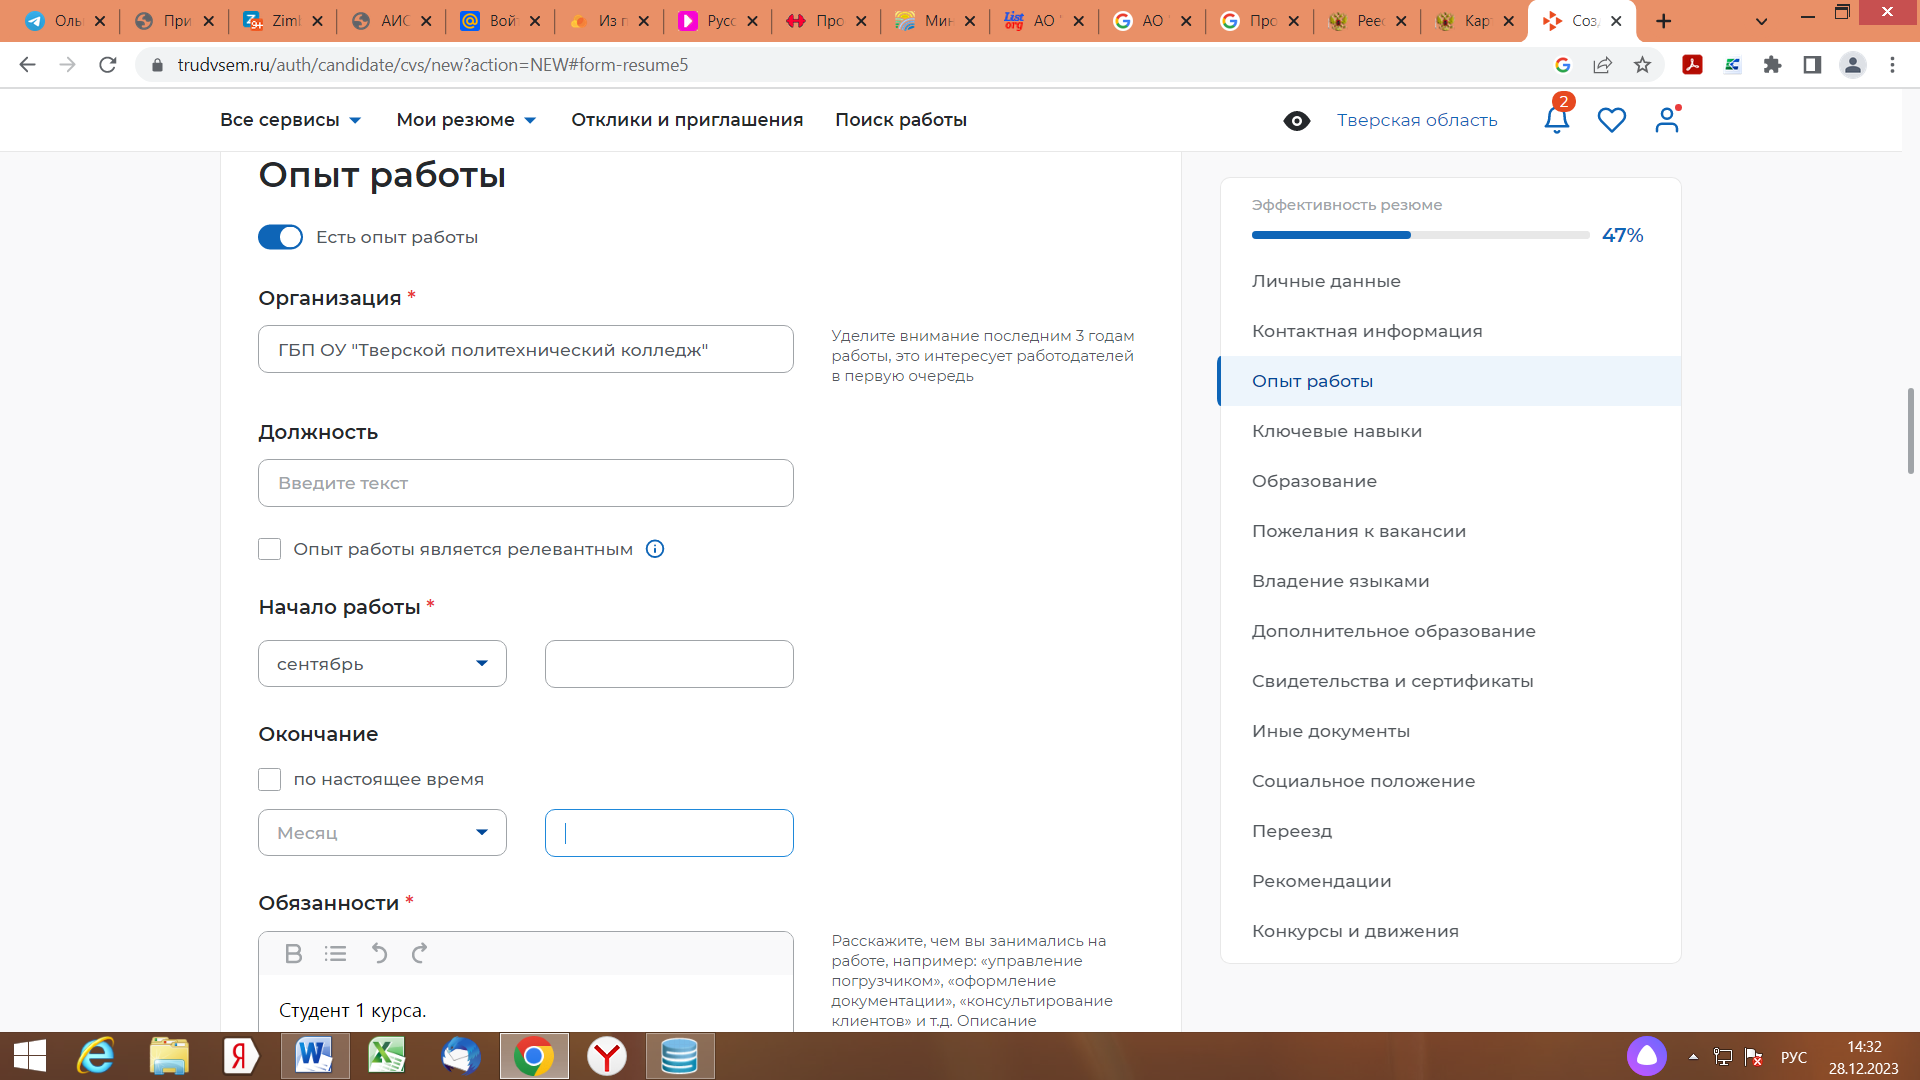 Оль
При
Ziml
АИС
Войт
Из п
Русс
Про
Мин
АО "
АО "
Про
Реес
Кар
Соз
trudvsem.ru/auth/candidate/cvs/new?action=NEW#form-resume5
Все сервисы
Мои резюме
Отклики и приглашения
Поиск работы
Тверская область
2
Опыт работы
Есть опыт работы
Организация *
ГБП ОУ "Тверской политехнический колледж"
Уделите внимание последним 3 годам
работы, это интересует работодателей
в первую очередь
Должность
Введите текст
Опыт работы является релевантным
Начало работы *
сентябрь
Окончание
по настоящее время
Месяц
Обязанности *
B
Студент 1 курса.
Расскажите, чем вы занимались на
работе, например: «управление
погрузчиком», «оформление
документации», «консультирование
клиентов» и т.д. Описание
Эффективность резюме
47%
Личные данные
Контактная информация
Опыт работы
Ключевые навыки
Образование
Пожелания к вакансии
Владение языками
Дополнительное образование
Свидетельства и сертификаты
Иные документы
Социальное положение
Переезд
Рекомендации
Конкурсы и движения
РУС
14:32
28.12.2023